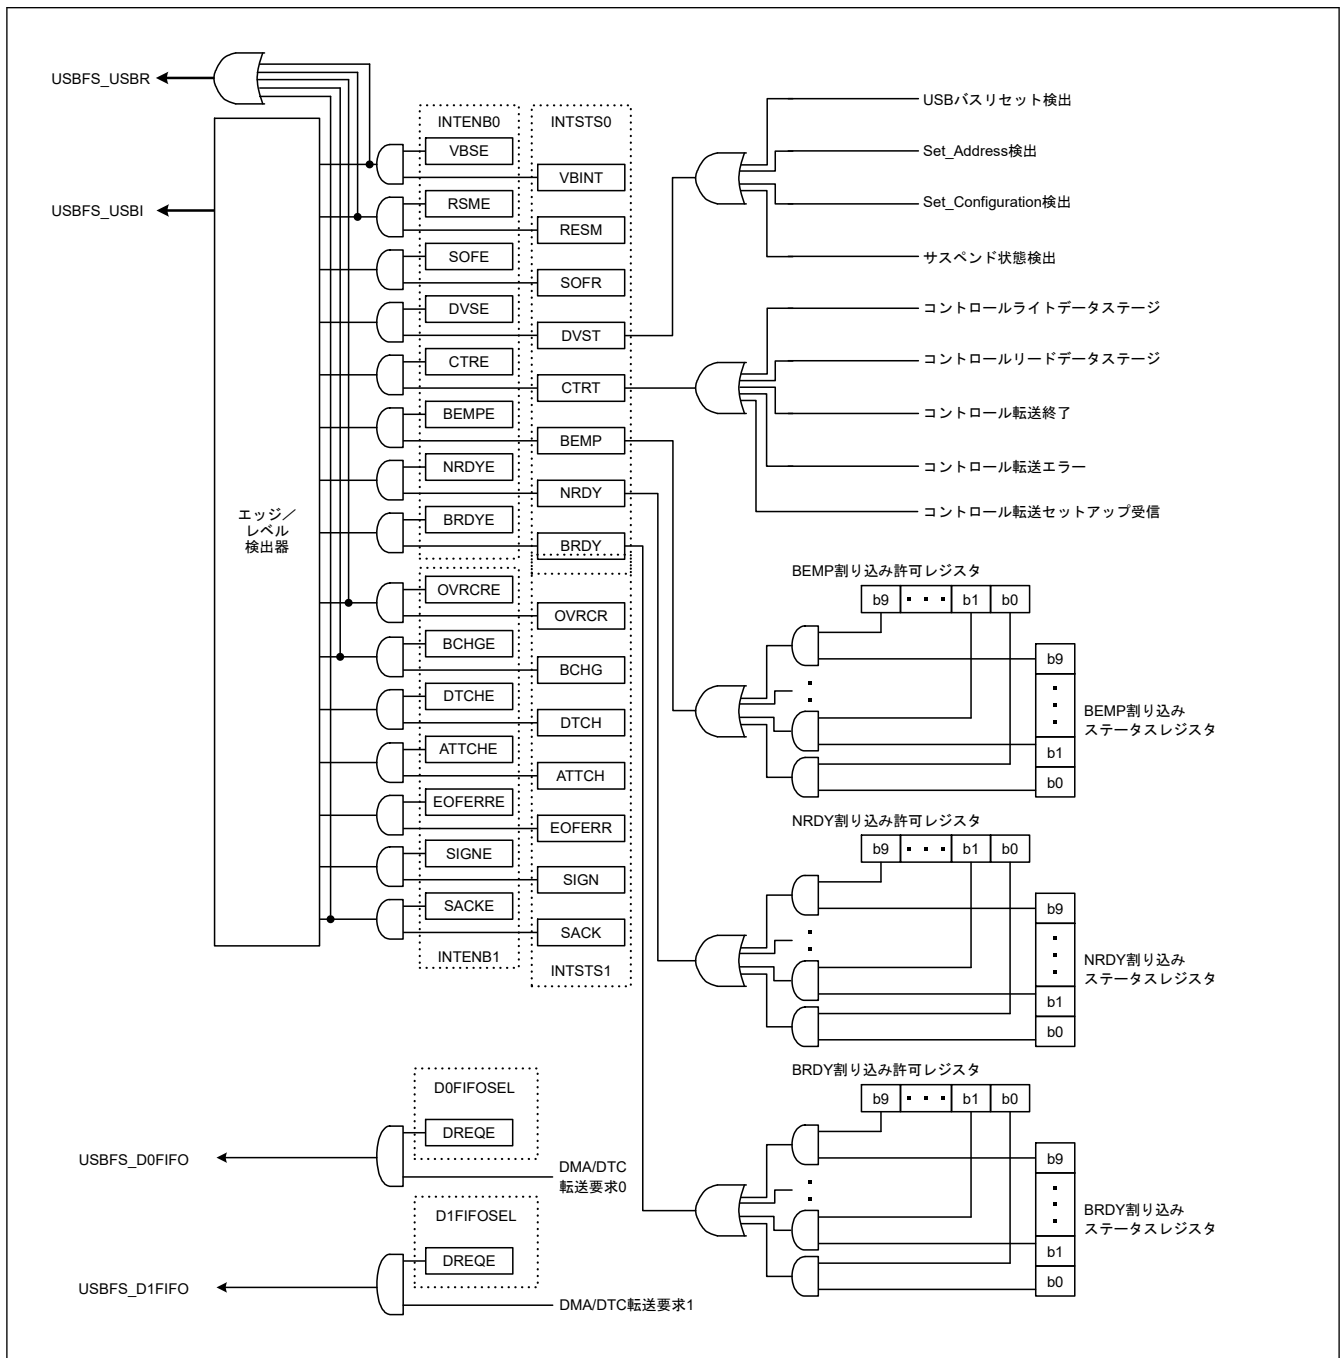 USBFS_USBR
USBFS_USBI
エッジ／
レベル
検出器
INTENB0
VBSE
RSME
SOFE
DVSE
CTRE
BEMPE
NRDYE
BRDYE
OVRCRE
BCHGE
DTCHE
ATTCHE
EOFERRE
SIGNE
SACKE
INTENB1
INTSTS0
VBINT
RESM
SOFR
DVST
CTRT
BEMP
NRDY
BRDY
OVRCR
BCHG
DTCH
ATTCH
EOFERR
SIGN
SACK
INTSTS1
USBバスリセット検出
Set_Address検出
Set_Configuration検出
サスペンド状態検出
コントロールライトデータステージ
コントロールリードデータステージ
コントロール転送終了
コントロール転送エラー
コントロール転送セットアップ受信
BEMP割り込み許可レジスタ
b9 ・・・ b1 b0
b9
b1
b0
BEMP割り込み
ステータスレジスタ
NRDY割り込み許可レジスタ
b9 ・・・ b1 b0
b9
b1
b0
NRDY割り込み
ステータスレジスタ
BRDY割り込み許可レジスタ
b9 ・・・ b1 b0
b9
b1
b0
BRDY割り込み
ステータスレジスタ
D0FIFOSEL
DREQE
USBFS_D0FIFO
DMA/DTC
転送要求0
D1FIFOSEL
DREQE
USBFS_D1FIFO
DMA/DTC転送要求1